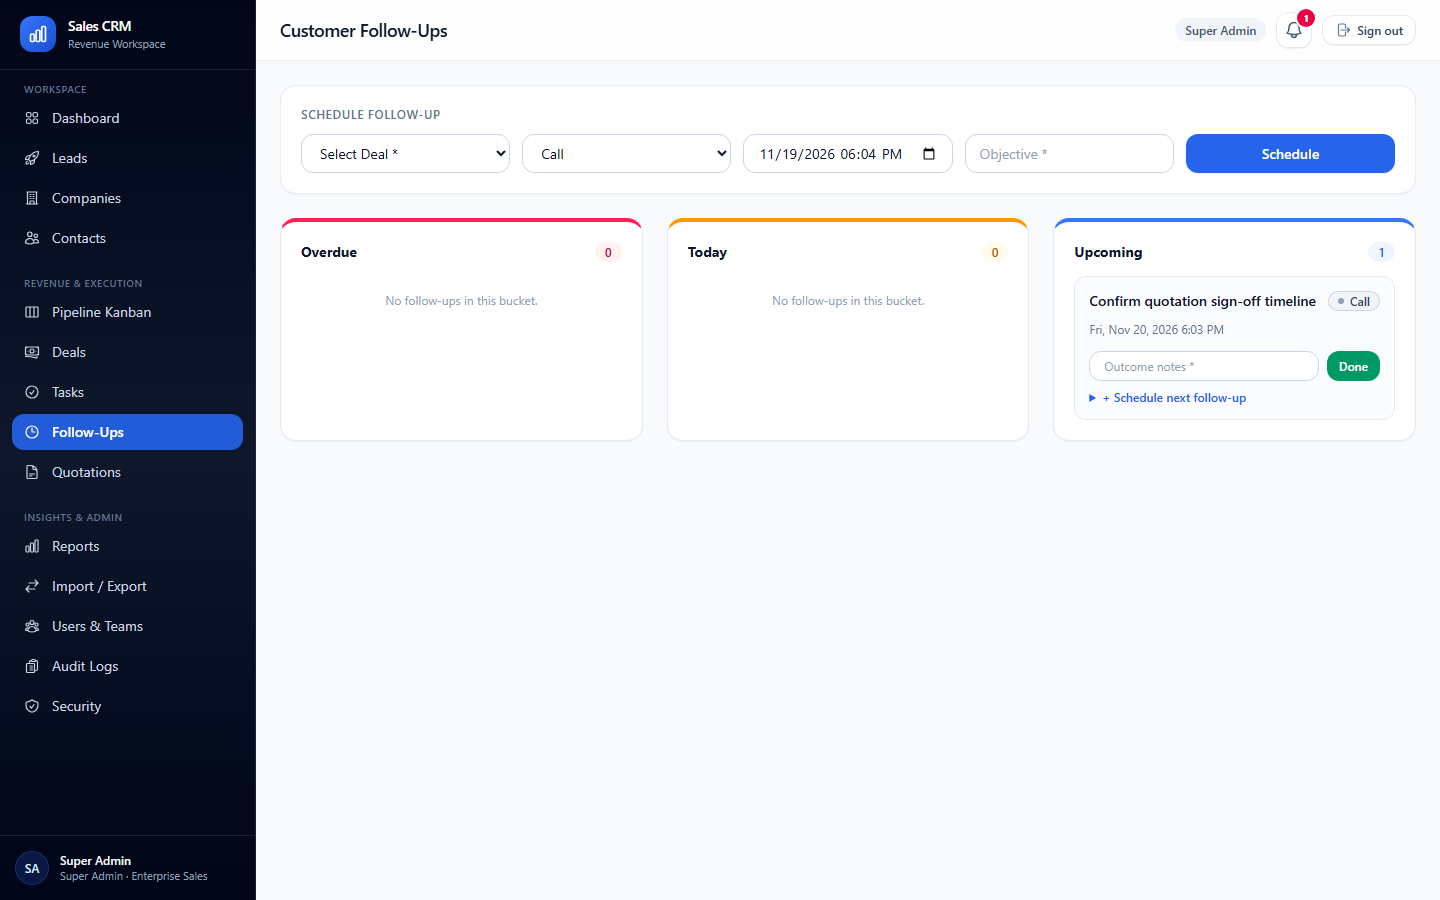 Sales CRM
Revenue Workspace
WORKSPACE
Dashboard
Leads
Companies
Contacts
REVENUE & EXECUTION
Pipeline Kanban
Deals
Tasks
Follow-Ups
Quotations
INSIGHTS & ADMIN
Reports
Import / Export
Users & Teams
Audit Logs
Security
SA
Super Admin
Super Admin · Enterprise Sales
Customer Follow-Ups
Super Admin
1
Sign out
SCHEDULE FOLLOW-UP
Select Deal *
Call
11/19/2026 06:04 PM
Objective *
Schedule
Overdue
0
No follow-ups in this bucket.
Today
0
No follow-ups in this bucket.
Upcoming
1
Confirm quotation sign-off timeline
Call
Fri, Nov 20, 2026 6:03 PM
Outcome notes *
Done
+ Schedule next follow-up